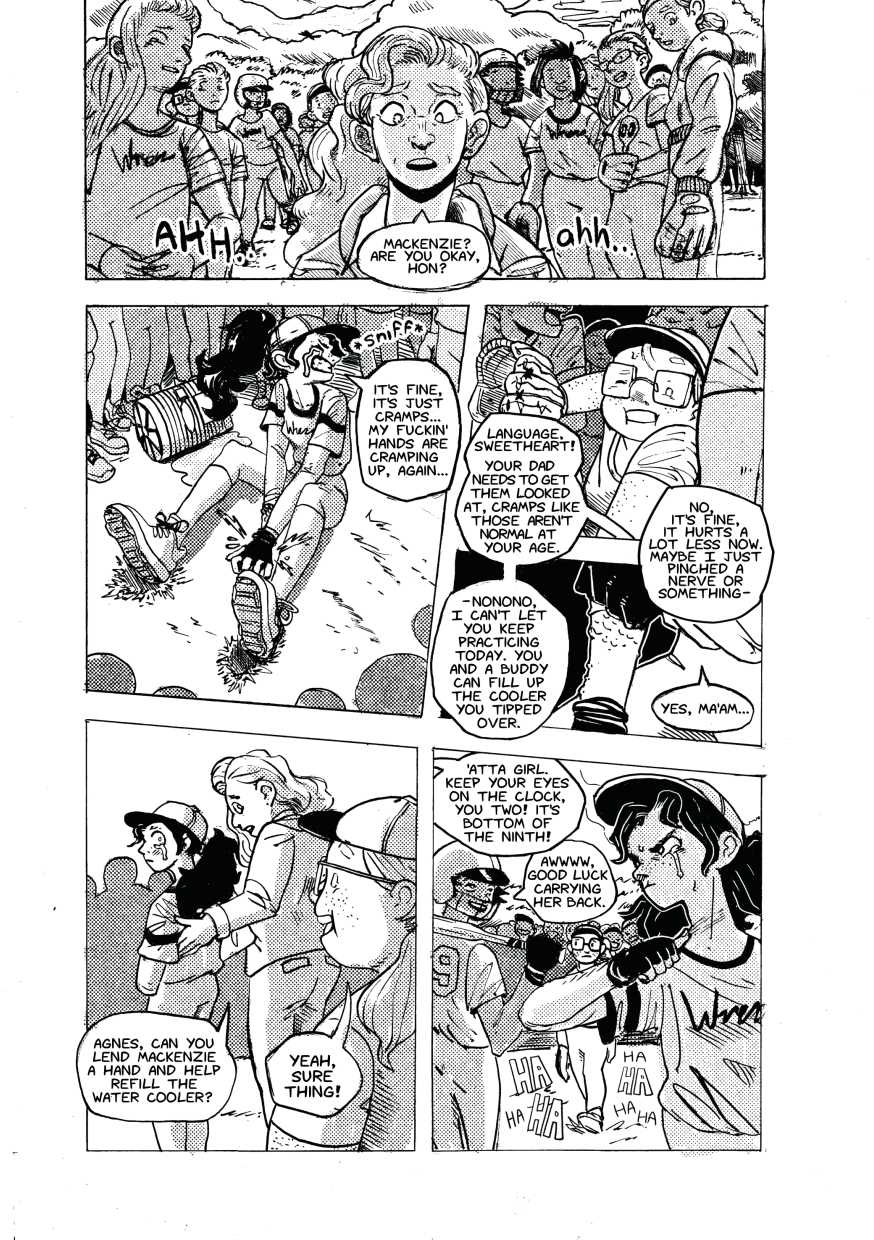 Wrenz
AHH...
ahh..
MACKENZIE?
ARE YOU OKAY,
HON?
*sniff*
IT'S FINE,
IT'S JUST
CRAMPS...
MY FUCKIN'
HANDS ARE
CRAMPING
UP, AGAIN...
LANGUAGE,
SWEETHEART!
YOUR DAD
NEEDS TO GET
THEM LOOKED
AT, CRAMPS LIKE
THOSE AREN'T
NORMAL AT
YOUR AGE.
NO,
IT'S FINE,
IT HURTS A
LOT LESS NOW.
MAYBE I JUST
PINCHED A
NERVE OR
SOMETHING-
-NONONO,
I CAN'T LET
YOU KEEP
PRACTICING
TODAY. YOU
AND A BUDDY
CAN FILL UP
THE COOLER
YOU TIPPED
OVER.
YES, MA'AM...
AGNES, CAN YOU
LEND MACKENZIE
A HAND AND HELP
REFILL THE
WATER COOLER?
YEAH,
SURE
THING!
'ATTA GIRL.
KEEP YOUR EYES
ON THE CLOCK,
YOU TWO! IT'S
BOTTOM OF
THE NINTH!
AWWWW,
GOOD LUCK
CARRYING
HER BACK.
9
HA
HA
HA
HA
HA
HA
HA